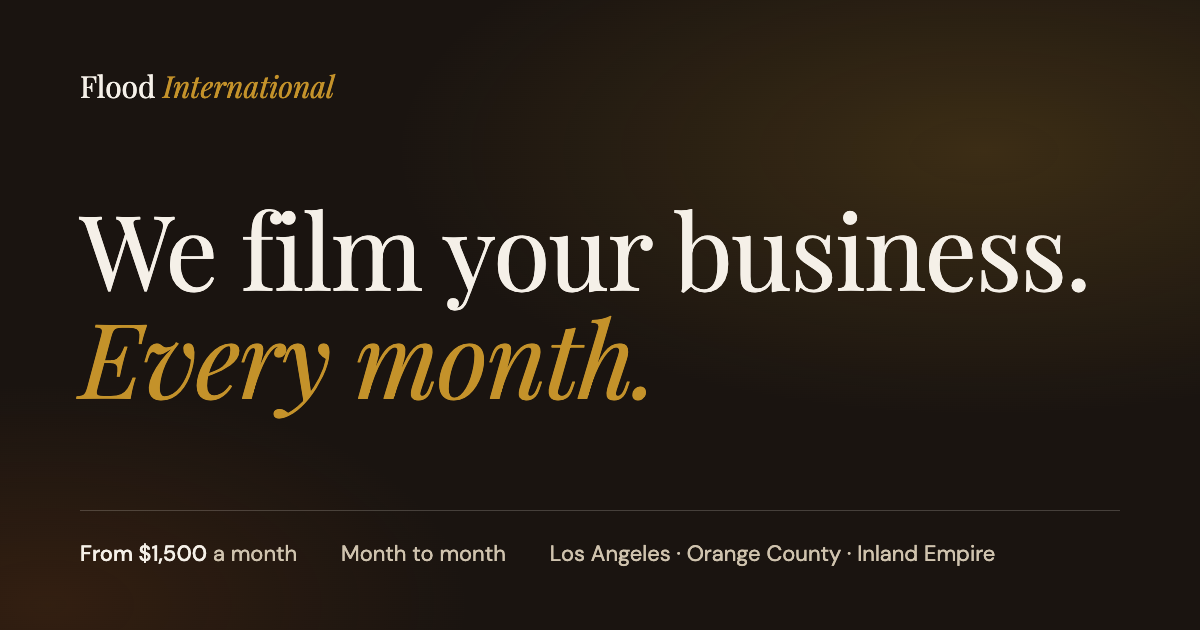 Flood International
We film your business.
Every month.
From $1,500 a month
Month to month
Los Angeles · Orange County · Inland Empire